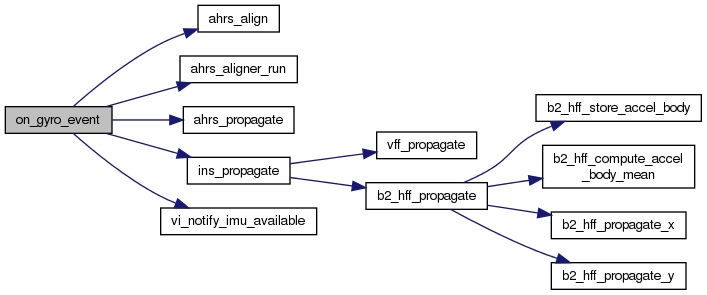 on_gyro_event
ahrs_align
ahrs_aligner_run
ahrs_propagate
ins_propagate
vi_notify_imu_available
vff_propagate
b2_hff_propagate
b2_hff_store_accel_body
b2_hff_compute_accel
_body_mean
b2_hff_propagate_x
b2_hff_propagate_y